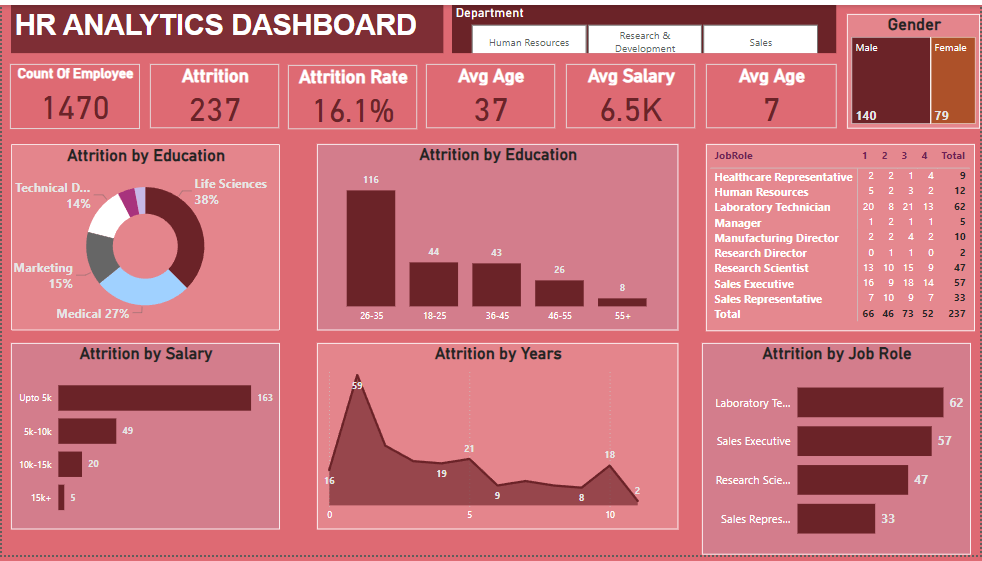 HR ANALYTICS DASHBOARD
Department
Human Resources
Research &
Development
Sales
Gender
Male
Female
140
79
Count Of Employee
1470
Attrition
237
Attrition Rate
16.1%
Avg Age
37
Avg Salary
6.5K
Avg Age
7
Attrition by Education
Life Sciences
38%
Technical D...
14%
Marketing
15%
Medical 27%
Attrition by Education
116
44
43
26
8
26-35 18-25 36-45 46-55 55+
JobRole 1 2 3 4 Total
Healthcare Representative 2 2 1 4 9
Human Resources 5 2 3 2 12
Laboratory Technician 20 8 21 13 62
Manager 1 2 1 1 5
Manufacturing Director 2 2 4 2 10
Research Director 0 1 1 0 2
Research Scientist 13 10 15 9 47
Sales Executive 16 9 18 14 57
Sales Representative 7 10 9 7 33
Total 66 46 73 52 237
Attrition by Salary
Upto 5k 163
5k-10k 49
10k-15k 20
15k+ 5
Attrition by Years
59
16
19
21
9
8
18
2
0 5 10
Attrition by Job Role
Laboratory Te... 62
Sales Executive 57
Research Scie... 47
Sales Repres... 33